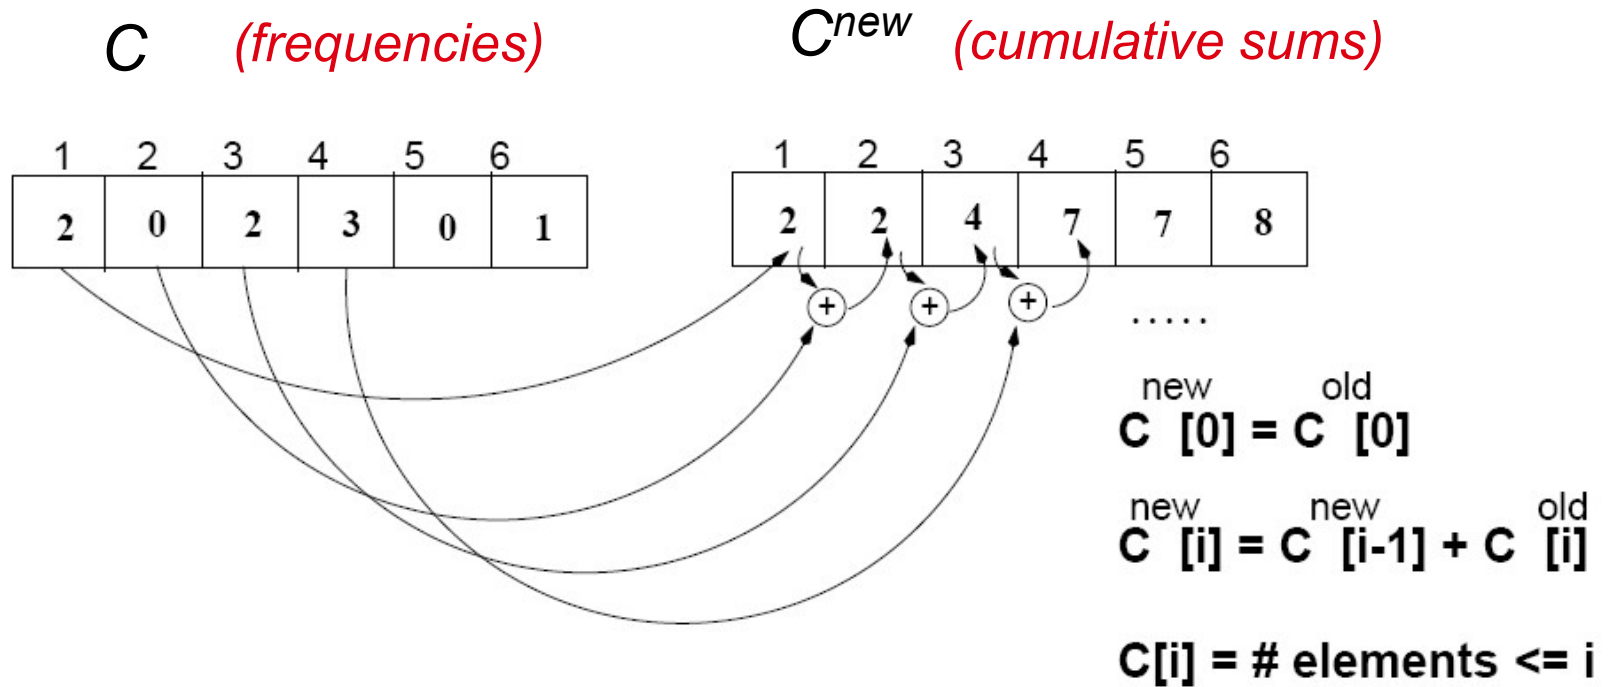 C (frequencies)
C^new (cumulative sums)
1 2 3 4 5 6
2 0 2 3 0 1
1 2 3 4 5 6
2 2 4 7 7 8
+ + +
.....
new old
C [0] = C [0]
new new old
C [i] = C [i-1] + C [i]
C[i] = # elements <= i